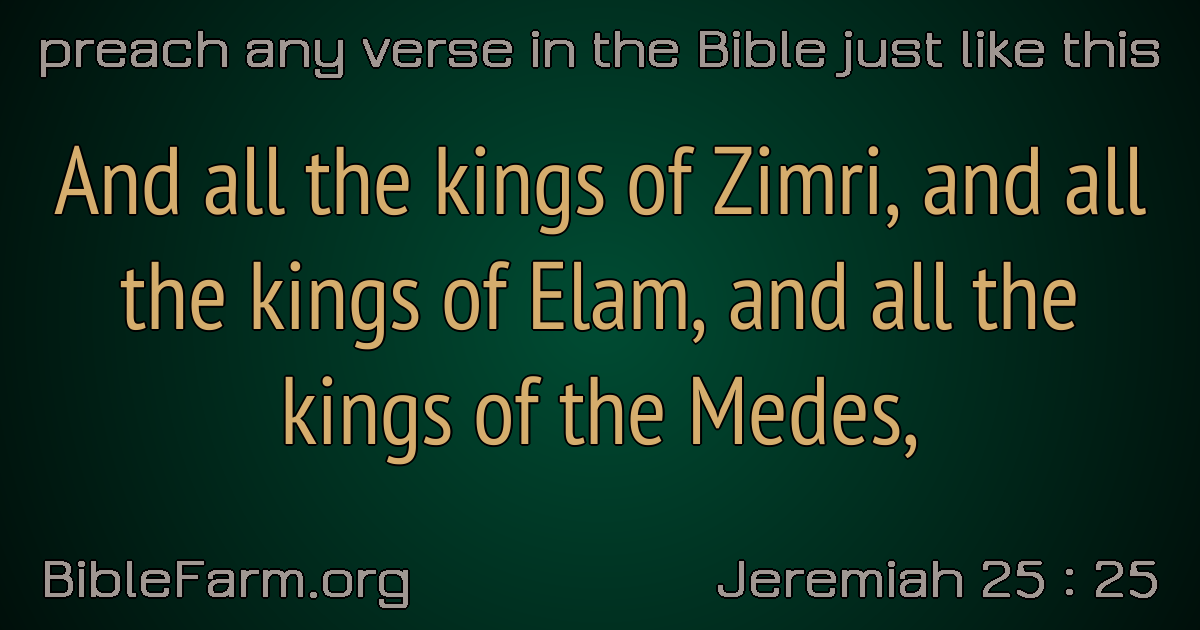 preach any verse in the Bible just like this
And all the kings of Zimri, and all
the kings of Elam, and all the
kings of the Medes,
BibleFarm.org
Jeremiah 25 : 25